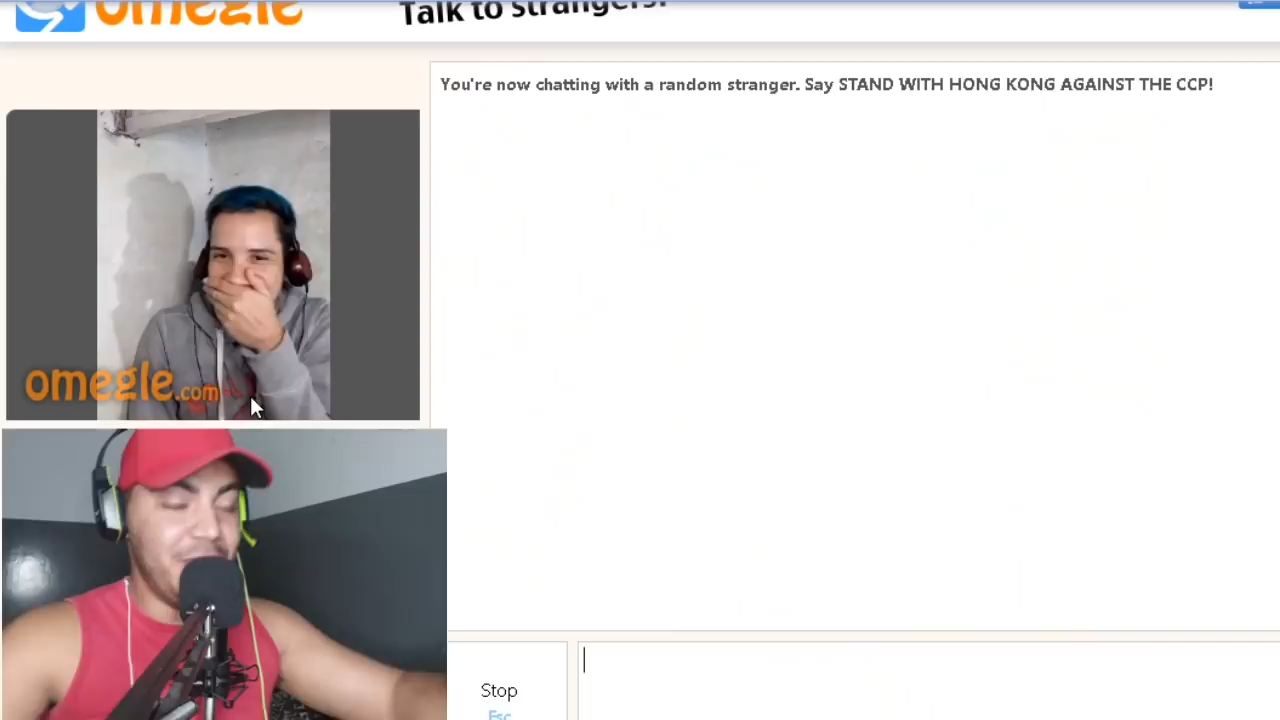 omegle
Talk to strangers!
You're now chatting with a random stranger. Say STAND WITH HONG KONG AGAINST THE CCP!
omegle.com
Stop
Esc